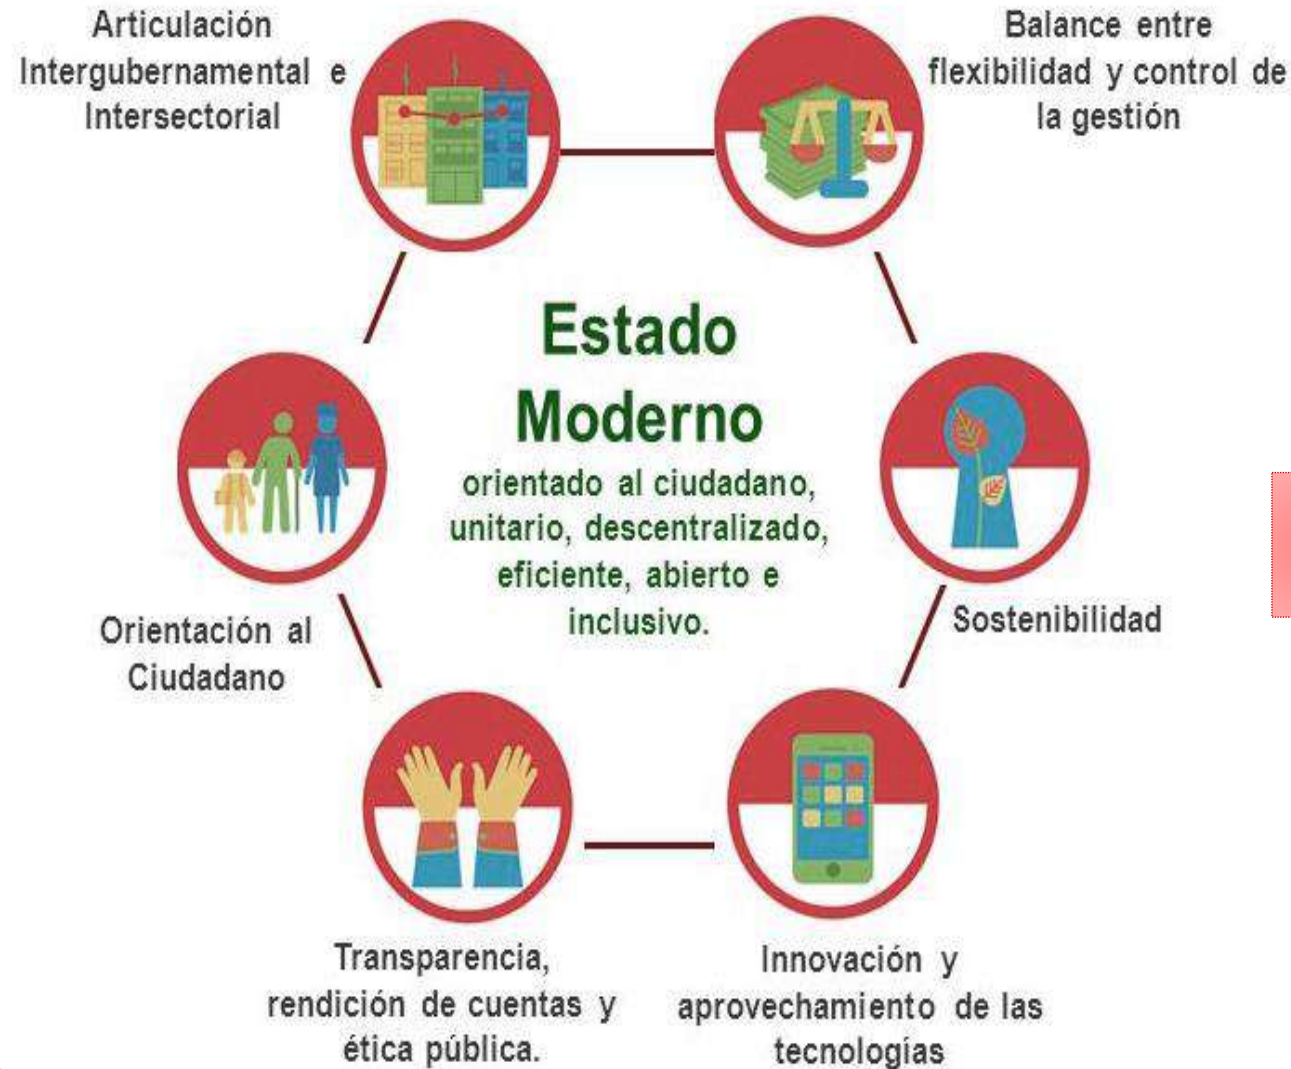 Articulación
Intergubernamental e
Intersectorial
Balance entre
flexibilidad y control de
la gestión
Estado
Moderno
orientado al ciudadano,
unitario, descentralizado,
eficiente, abierto e
inclusivo.
Orientación al
Ciudadano
Sostenibilidad
Transparencia,
rendición de cuentas y
ética pública.
Innovación y
aprovechamiento de las
tecnologías